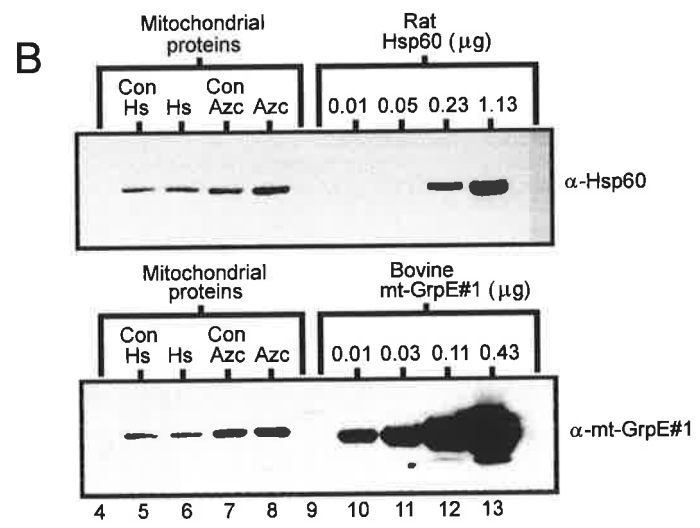 B
Mitochondrial proteins
Rat Hsp60 (μg)
Con Hs
Hs
Con Azc
Azc
0.01 0.05 0.23 1.13
α-Hsp60
Mitochondrial proteins
Bovine mt-GrpE#1 (μg)
Con Hs
Hs
Con Azc
Azc
0.01 0.03 0.11 0.43
α-mt-GrpE#1
4 5 6 7 8 9 10 11 12 13